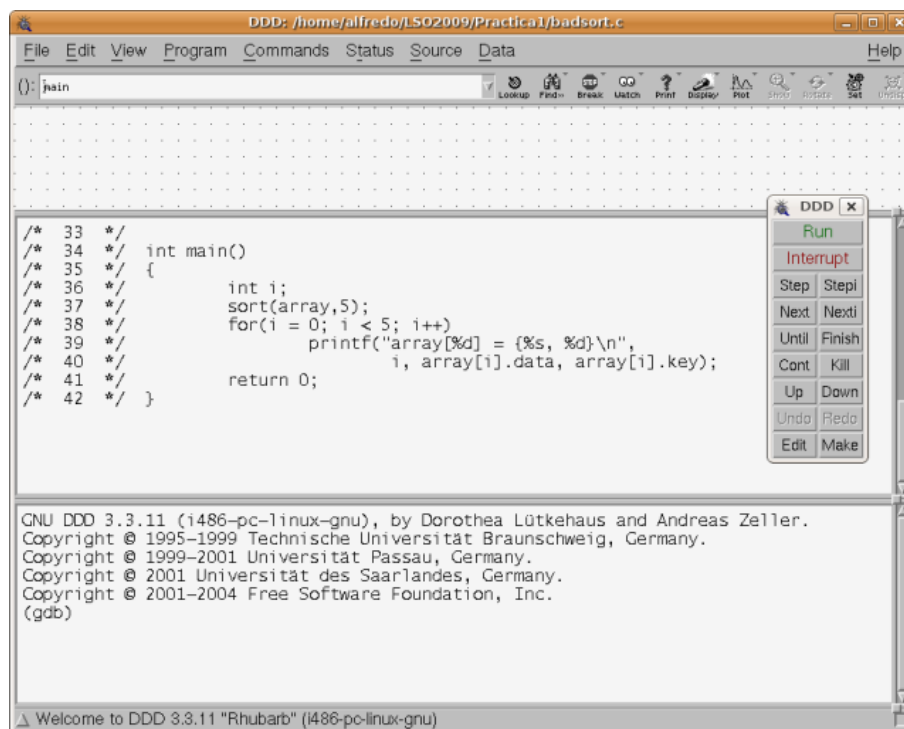 DDD: /home/alfredo/LSO2009/Practica1/badsort.c
File Edit View Program Commands Status Source Data Help
(): main
Lookup Find» Break Watch Print Display Plot Rotate Set
DDD
Run
Interrupt
Step Stepi
Next Nexti
Until Finish
Cont Kill
Up Down
Undo Redo
Edit Make
/* 33 */
/* 34 */ int main()
/* 35 */ {
/* 36 */ int i;
/* 37 */ sort(array,5);
/* 38 */ for(i = 0; i < 5; i++)
/* 39 */ printf("array[%d] = {%s, %d}\n",
/* 40 */ i, array[i].data, array[i].key);
/* 41 */ return 0;
/* 42 */ }
GNU DDD 3.3.11 (i486-pc-linux-gnu), by Dorothea Lütkehaus and Andreas Zeller.
Copyright © 1995-1999 Technische Universität Braunschweig, Germany.
Copyright © 1999-2001 Universität Passau, Germany.
Copyright © 2001 Universität des Saarlandes, Germany.
Copyright © 2001-2004 Free Software Foundation, Inc.
(gdb)
Welcome to DDD 3.3.11 "Rhubarb" (i486-pc-linux-gnu)